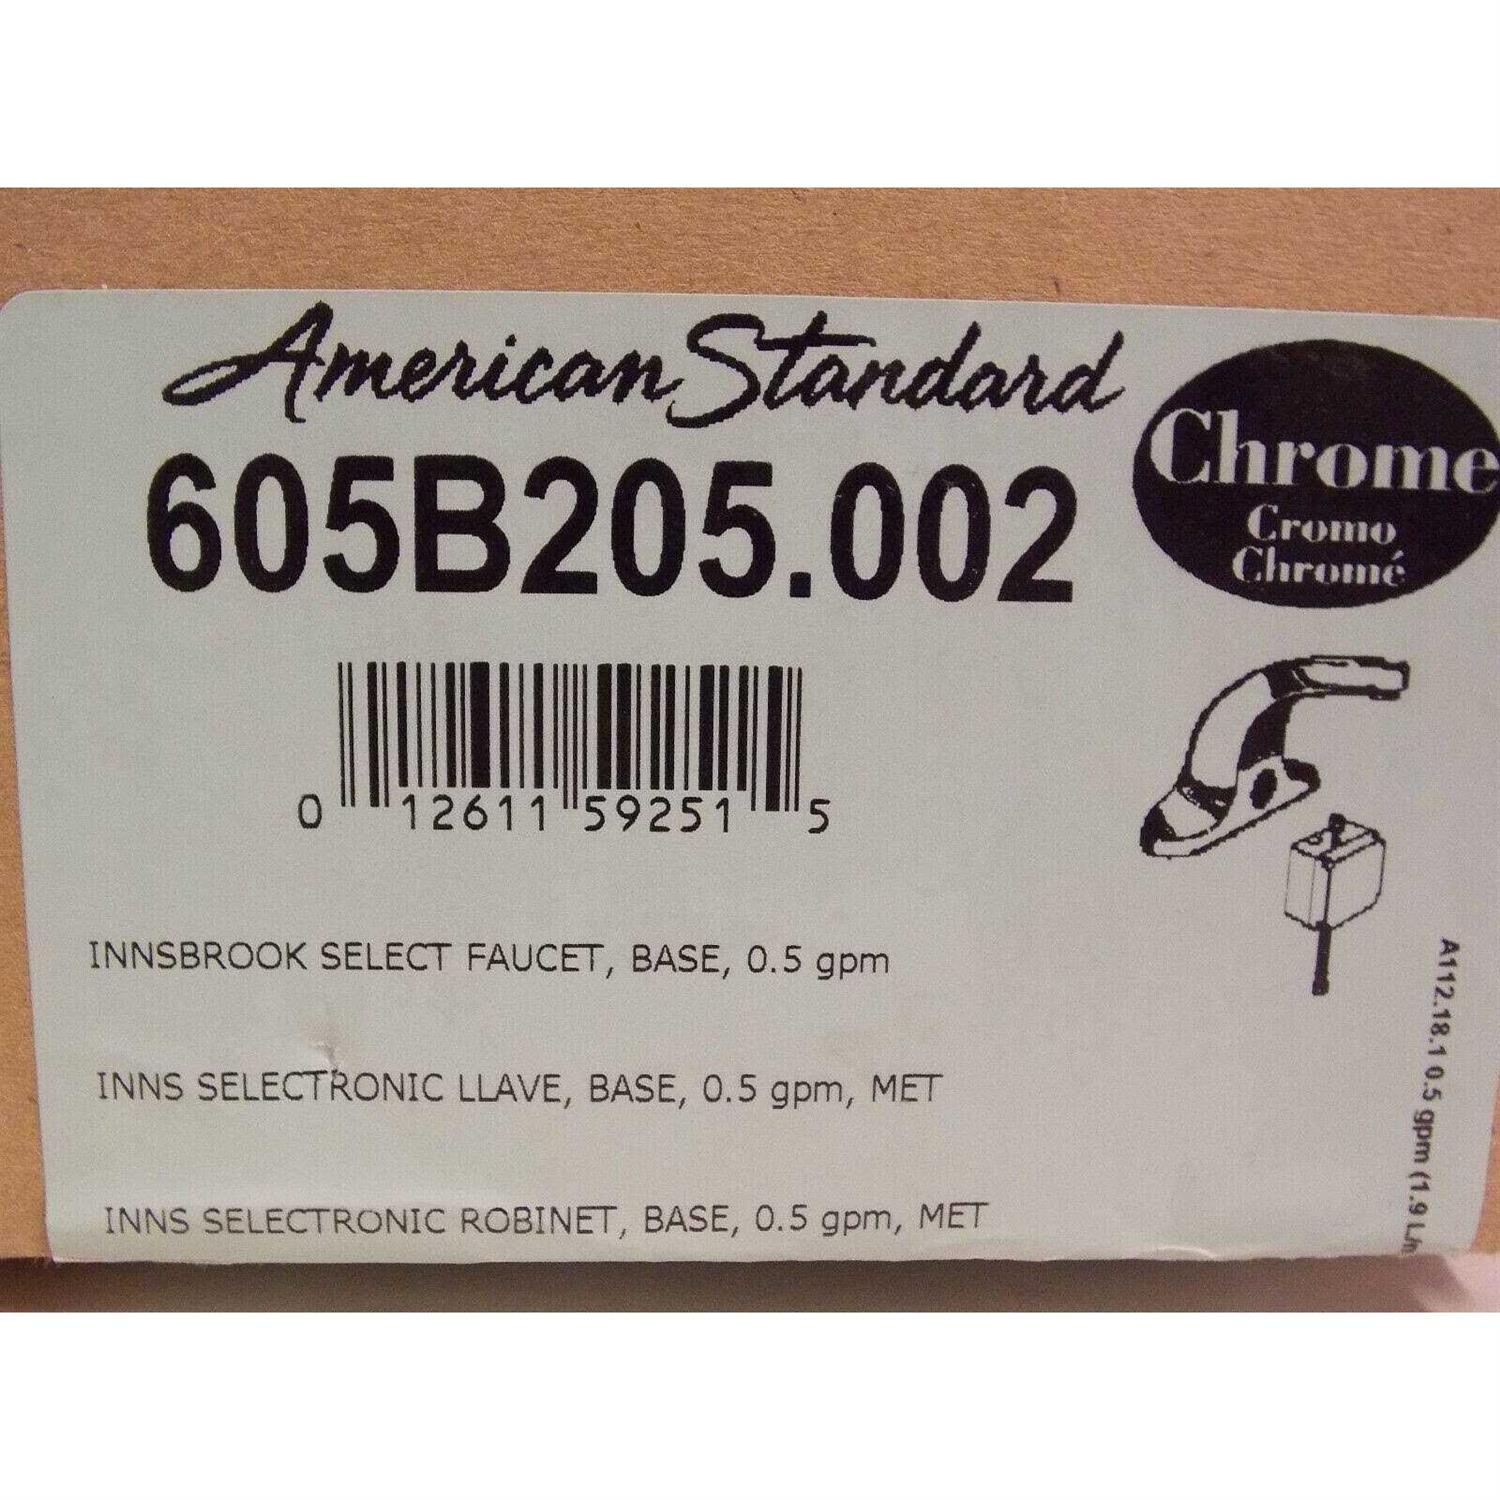 American Standard
605B205.002
Chrome
Cromo
Chromé
0 12611 59251 5
INNSBROOK SELECT FAUCET, BASE, 0.5 gpm
INNS SELECTRONIC LLAVE, BASE, 0.5 gpm, MET
INNS SELECTRONIC ROBINET, BASE, 0.5 gpm, MET
A112.18.1 0.5 gpm (1.9